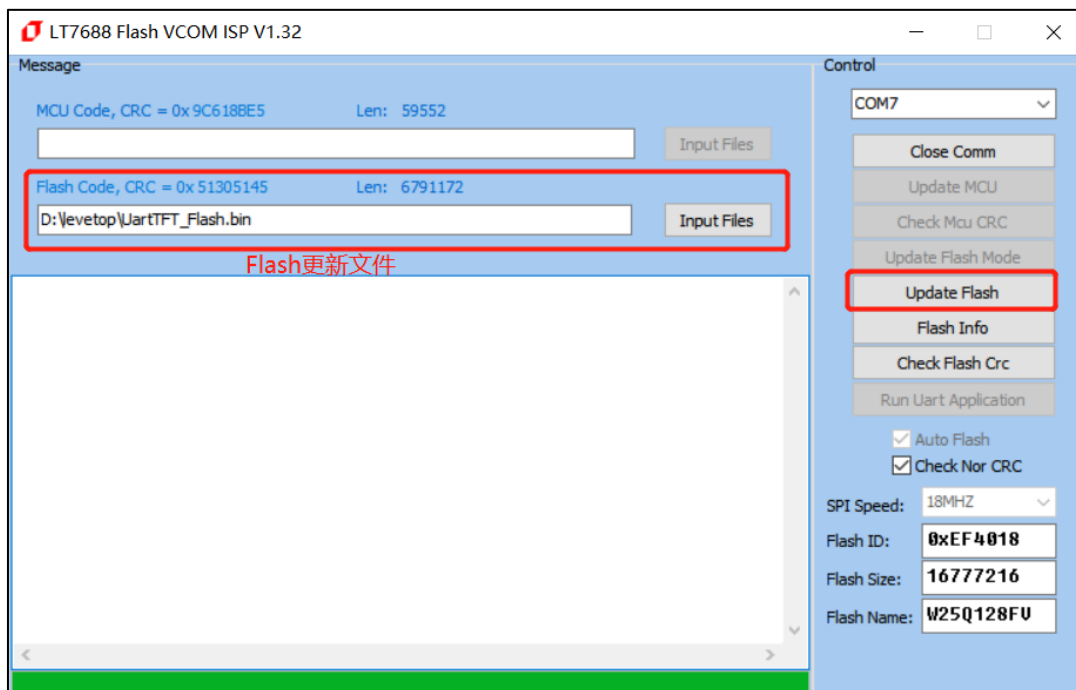 LT7688 Flash VCOM ISP V1.32
Message
MCU Code, CRC = 0x 9C618BE5 Len: 59552
Input Files
Flash Code, CRC = 0x 51305145 Len: 6791172
D:\levetop\UartTFT_Flash.bin Input Files
Flash更新文件
Control
COM7
Close Comm
Update MCU
Check Mcu CRC
Update Flash Mode
Update Flash
Flash Info
Check Flash Crc
Run Uart Application
Auto Flash
Check Nor CRC
SPI Speed: 18MHZ
Flash ID: 0xEF4018
Flash Size: 16777216
Flash Name: W25Q128FV